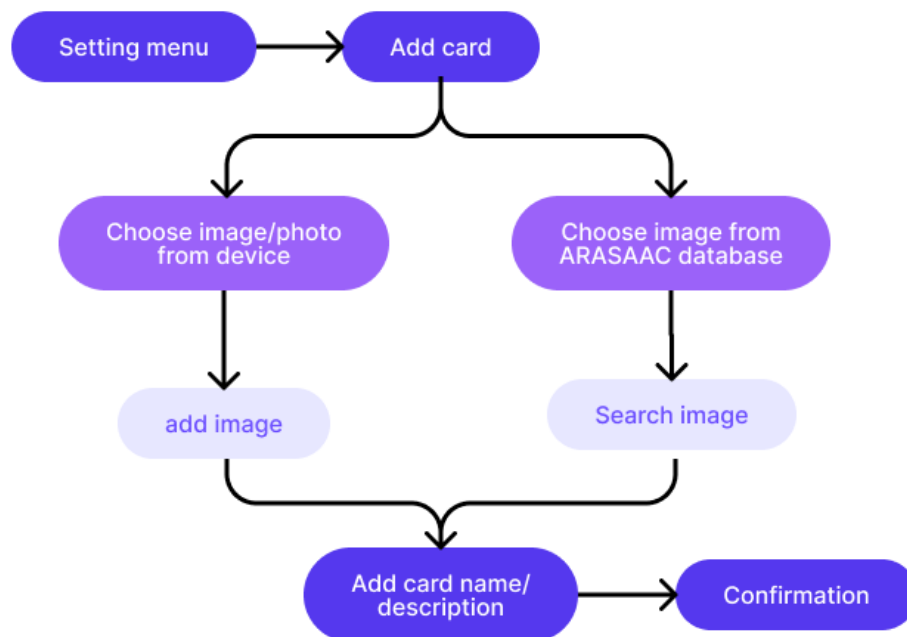 Setting menu
Add card
Choose image/photo
from device
Choose image from
ARASAAC database
add image
Search image
Add card name/
description
Confirmation